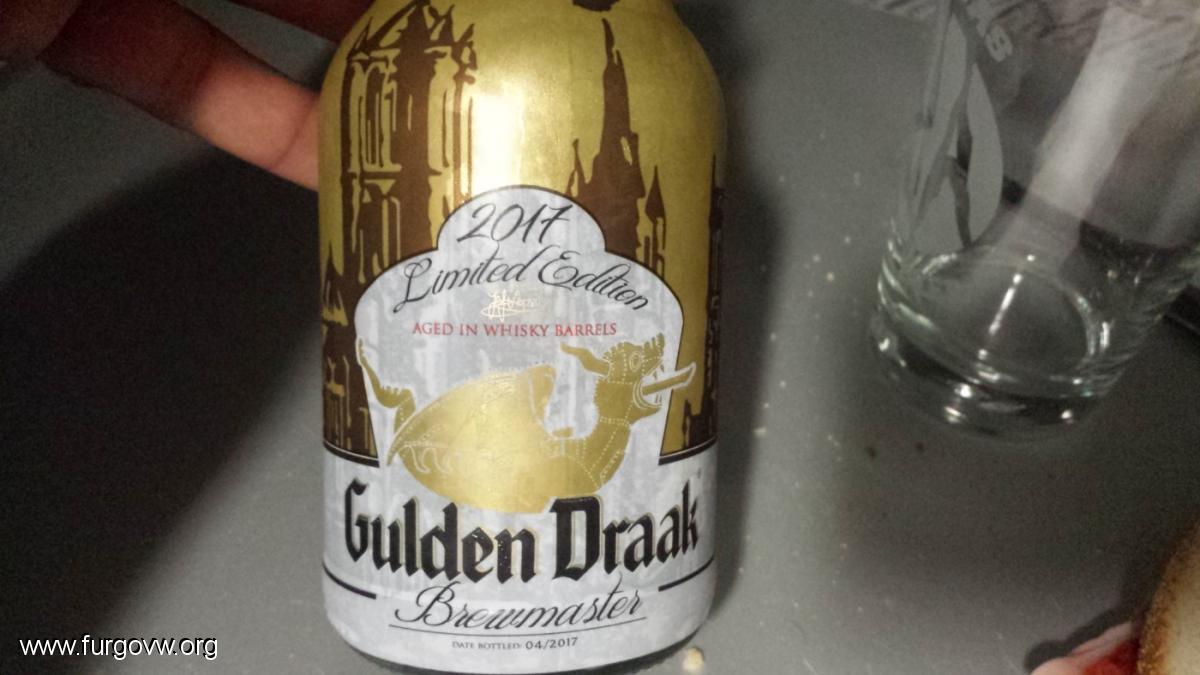 2017
Limited Edition
AGED IN WHISKY BARRELS
Gulden Draak
Brewmaster
DATE BOTTLED: 04/2017
www.furgovw.org